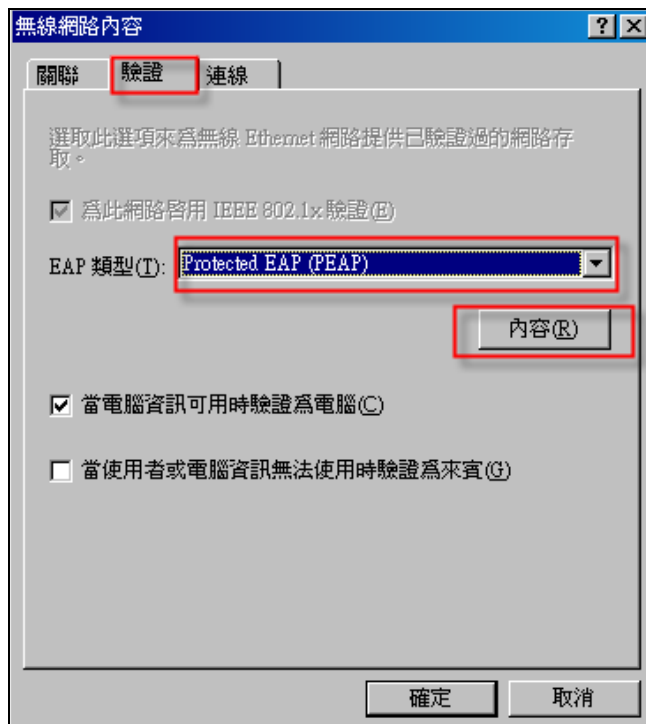 無線網路內容
關聯 驗證 連線
選取此選項來為無線 Ethernet 網路提供已驗證過的網路存
取。
為此網路啓用 IEEE 802.1x 驗證(E)
EAP 類型(T): Protected EAP (PEAP)
內容(R)
當電腦資訊可用時驗證為電腦(C)
當使用者或電腦資訊無法使用時驗證為來賓(G)
確定 取消